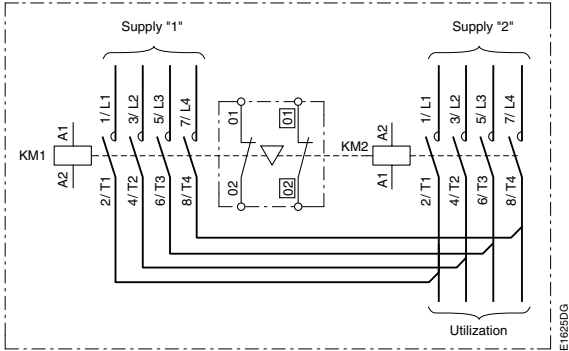 Supply "1"
Supply "2"
1/ L1
3/ L2
5/ L3
7/ L4
01
01
1/ L1
3/ L2
5/ L3
7/ L4
KM1
A1
A2
KM2
A2
A1
2/ T1
4/ T2
6/ T3
8/ T4
02
02
2/ T1
4/ T2
6/ T3
8/ T4
Utilization
E1625DG